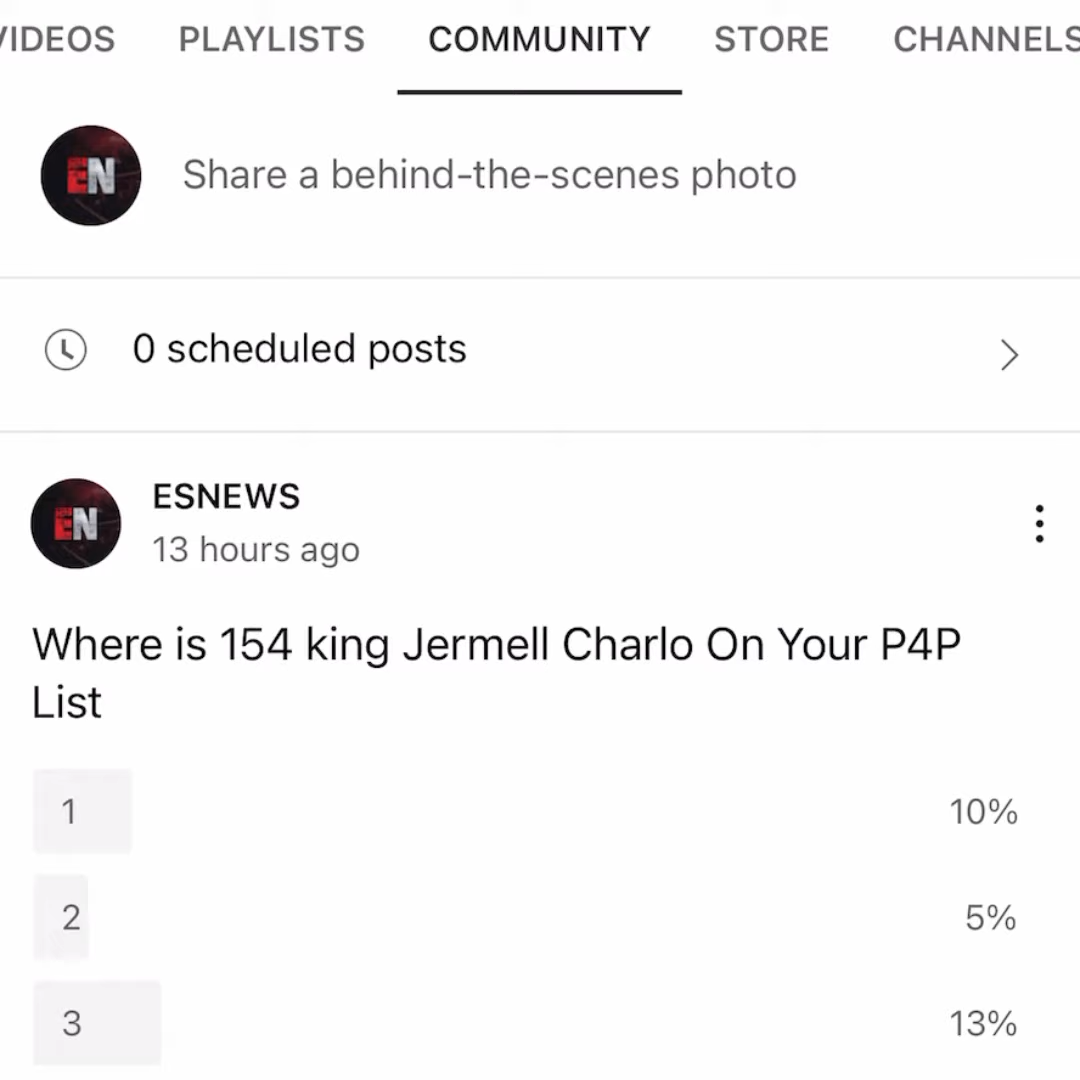 VIDEOS PLAYLISTS COMMUNITY STORE CHANNELS
EN Share a behind-the-scenes photo
0 scheduled posts
EN ESNEWS
13 hours ago
Where is 154 king Jermell Charlo On Your P4P
List
1 10%
2 5%
3 13%